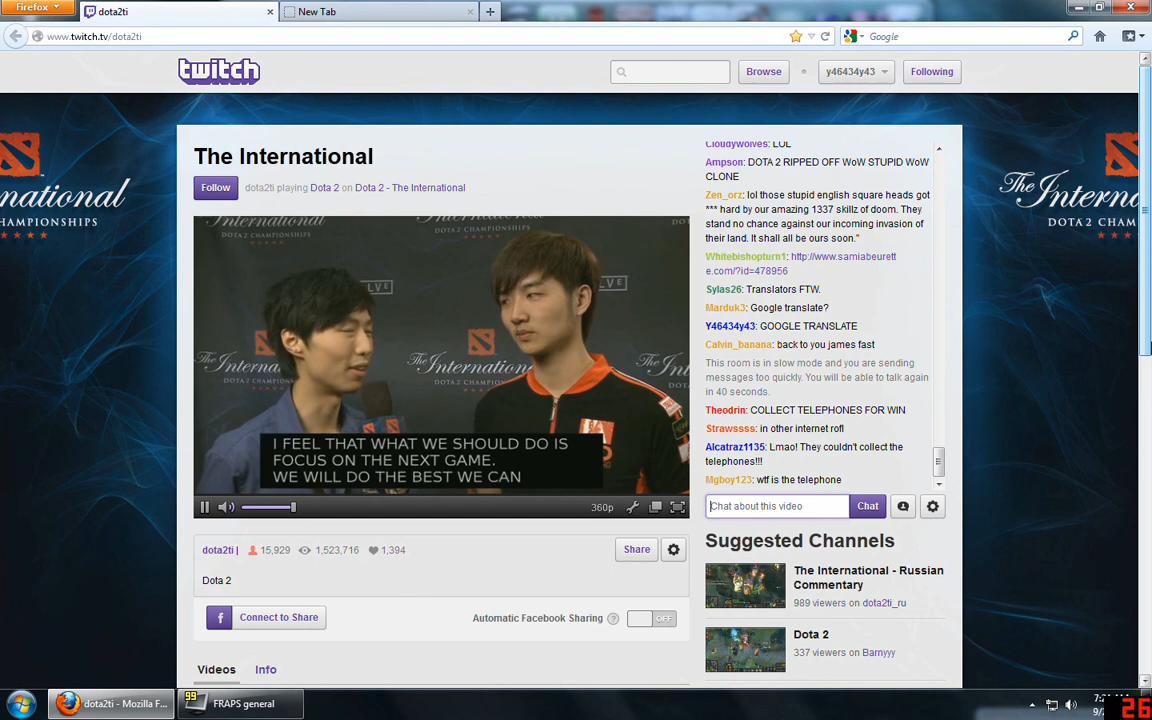 Firefox
dota2ti
New Tab
www.twitch.tv/dota2ti
Google
twitch
Browse
y46434y43
Following
The International
Follow
dota2ti playing Dota 2 on Dota 2 - The International
International
CHAMPIONSHIPS
The International
DOTA 2 CHAM
I FEEL THAT WHAT WE SHOULD DO IS
FOCUS ON THE NEXT GAME.
WE WILL DO THE BEST WE CAN
360p
dota2ti |
15,929
1,523,716
1,394
Share
Dota 2
Connect to Share
Automatic Facebook Sharing
?
OFF
Videos
Info
Cloudywolves: LOL
Ampson: DOTA 2 RIPPED OFF WoW STUPID WoW
CLONE
Zen_orz: lol those stupid english square heads got
*** hard by our amazing 1337 skillz of doom. They
stand no chance against our incoming invasion of
their land. It shall all be ours soon."
Whitebishopturn1: http://www.samiabeurett
e.com/?id=478956
Sylas26: Translators FTW.
Marduk3: Google translate?
Y46434y43: GOOGLE TRANSLATE
Calvin_banana: back to you james fast
This room is in slow mode and you are sending
messages too quickly. You will be able to talk again
in 40 seconds.
Theodrin: COLLECT TELEPHONES FOR WIN
Strawssss: in other internet rofl
Alcatraz1135: Lmao! They couldn't collect the
telephones!!!
Mgboy123: wtf is the telephone
Chat about this video
Chat
Suggested Channels
The International - Russian
Commentary
989 viewers on dota2ti_ru
Dota 2
337 viewers on Barnyyy
dota2ti - Mozilla F...
99
FRAPS general
26